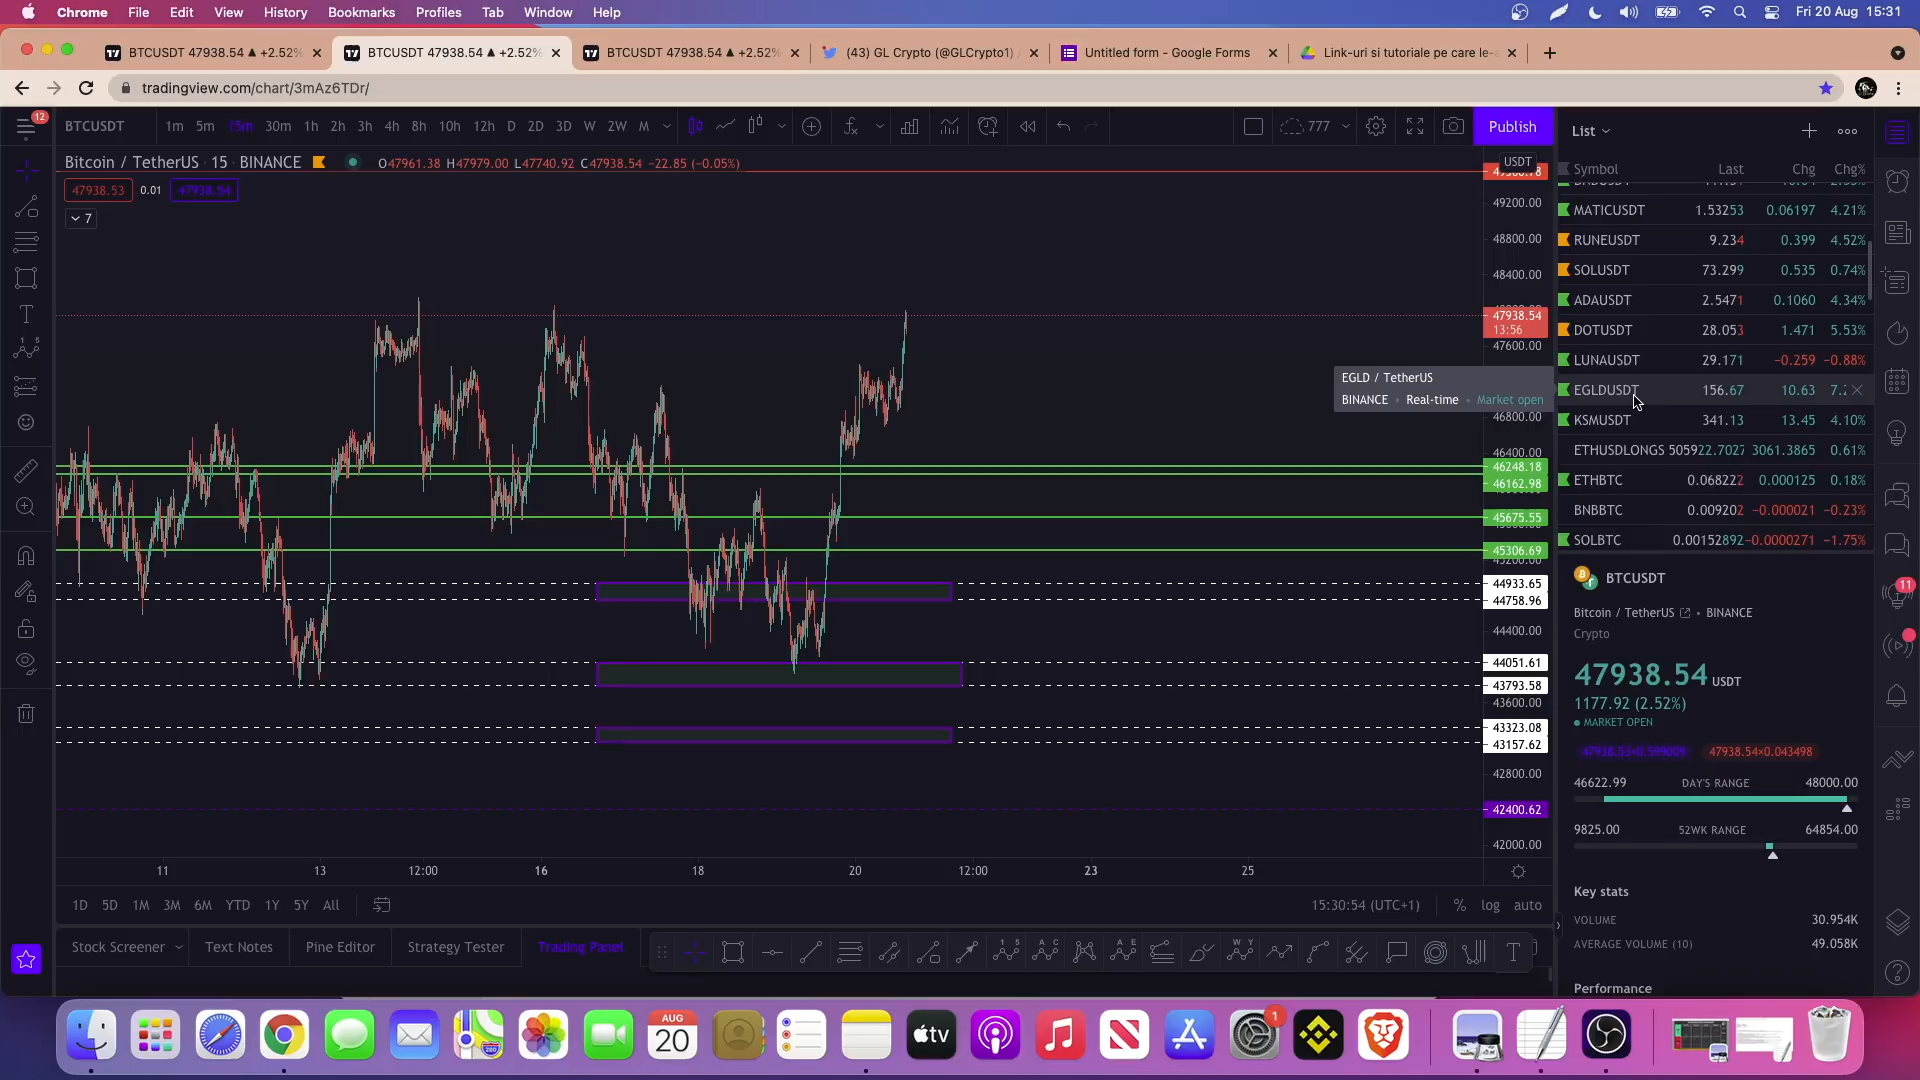 Chrome File Edit View History Bookmarks Profiles Tab Window Help Fri 20 Aug 15:31
BTCUSDT 47938.54 ▲ +2.52% BTCUSDT 47938.54 ▲ +2.52% BTCUSDT 47938.54 ▲ +2.52% (43) GL Crypto (@GLCrypto1) Untitled form - Google Forms Link-uri si tutoriale pe care le-
tradingview.com/chart/3mAz6TDr/
12
BTCUSDT 1m 5m 15m 30m 1h 2h 3h 4h 8h 10h 12h D 2D 3D W 2W M 777 Publish
List
Bitcoin / TetherUS · 15 · BINANCE O47961.38 H47979.00 L47740.92 C47938.54 −22.85 (−0.05%)
USDT
Symbol Last Chg Chg%
47938.53 0.01 47938.54
7
49200.00
48800.00
48400.00
47938.54
13:56
47600.00
46800.00
46400.00
46248.18
46162.98
45675.55
45306.69
44933.65
44758.96
44400.00
44051.61
43793.58
43600.00
43323.08
43157.62
42800.00
42400.62
42000.00
EGLD / TetherUS
BINANCE • Real-time • Market open
MATICUSDT 1.53253 0.06197 4.21%
RUNEUSDT 9.234 0.399 4.52%
SOLUSDT 73.299 0.535 0.74%
ADAUSDT 2.5471 0.1060 4.34%
DOTUSDT 28.053 1.471 5.53%
LUNAUSDT 29.171 −0.259 −0.88%
EGLDUSDT 156.67 10.63 7.
KSMUSDT 341.13 13.45 4.10%
ETHUSDLONGS 505922.7027 3061.3865 0.61%
ETHBTC 0.068222 0.000125 0.18%
BNBBTC 0.009202 −0.000021 −0.23%
SOLBTC 0.00152892 −0.0000271 −1.75%
BTCUSDT
Bitcoin / TetherUS • BINANCE
Crypto
47938.54 USDT
1177.92 (2.52%)
MARKET OPEN
47938.53×0.599009 47938.54×0.043498
46622.99 DAY'S RANGE 48000.00
9825.00 52WK RANGE 64854.00
Key stats
VOLUME 30.954K
AVERAGE VOLUME (10) 49.058K
Performance
11
11 13 12:00 16 18 20 12:00 23 25
1D 5D 1M 3M 6M YTD 1Y 5Y All 15:30:54 (UTC+1) % log auto
Stock Screener Text Notes Pine Editor Strategy Tester Trading Panel
AUG
20
tv
1